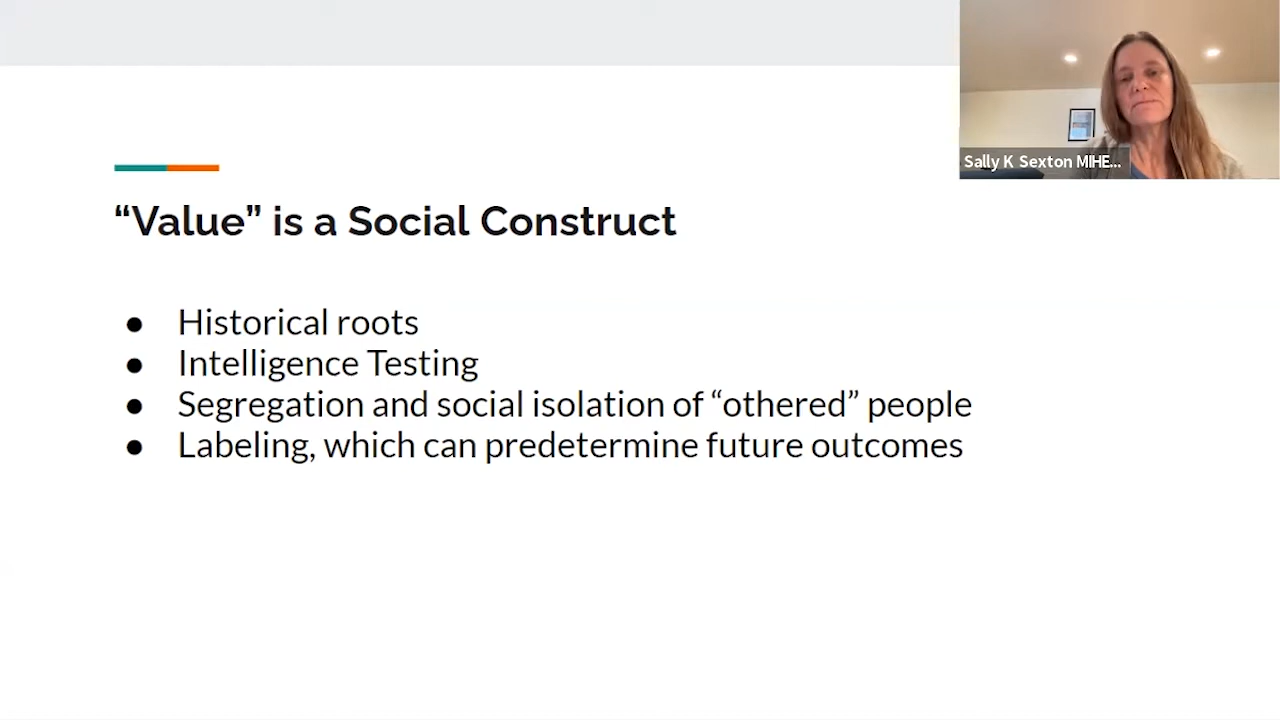 “Value” is a Social Construct
● Historical roots
● Intelligence Testing
● Segregation and social isolation of “othered” people
● Labeling, which can predetermine future outcomes
Sally K Sexton MIHE...